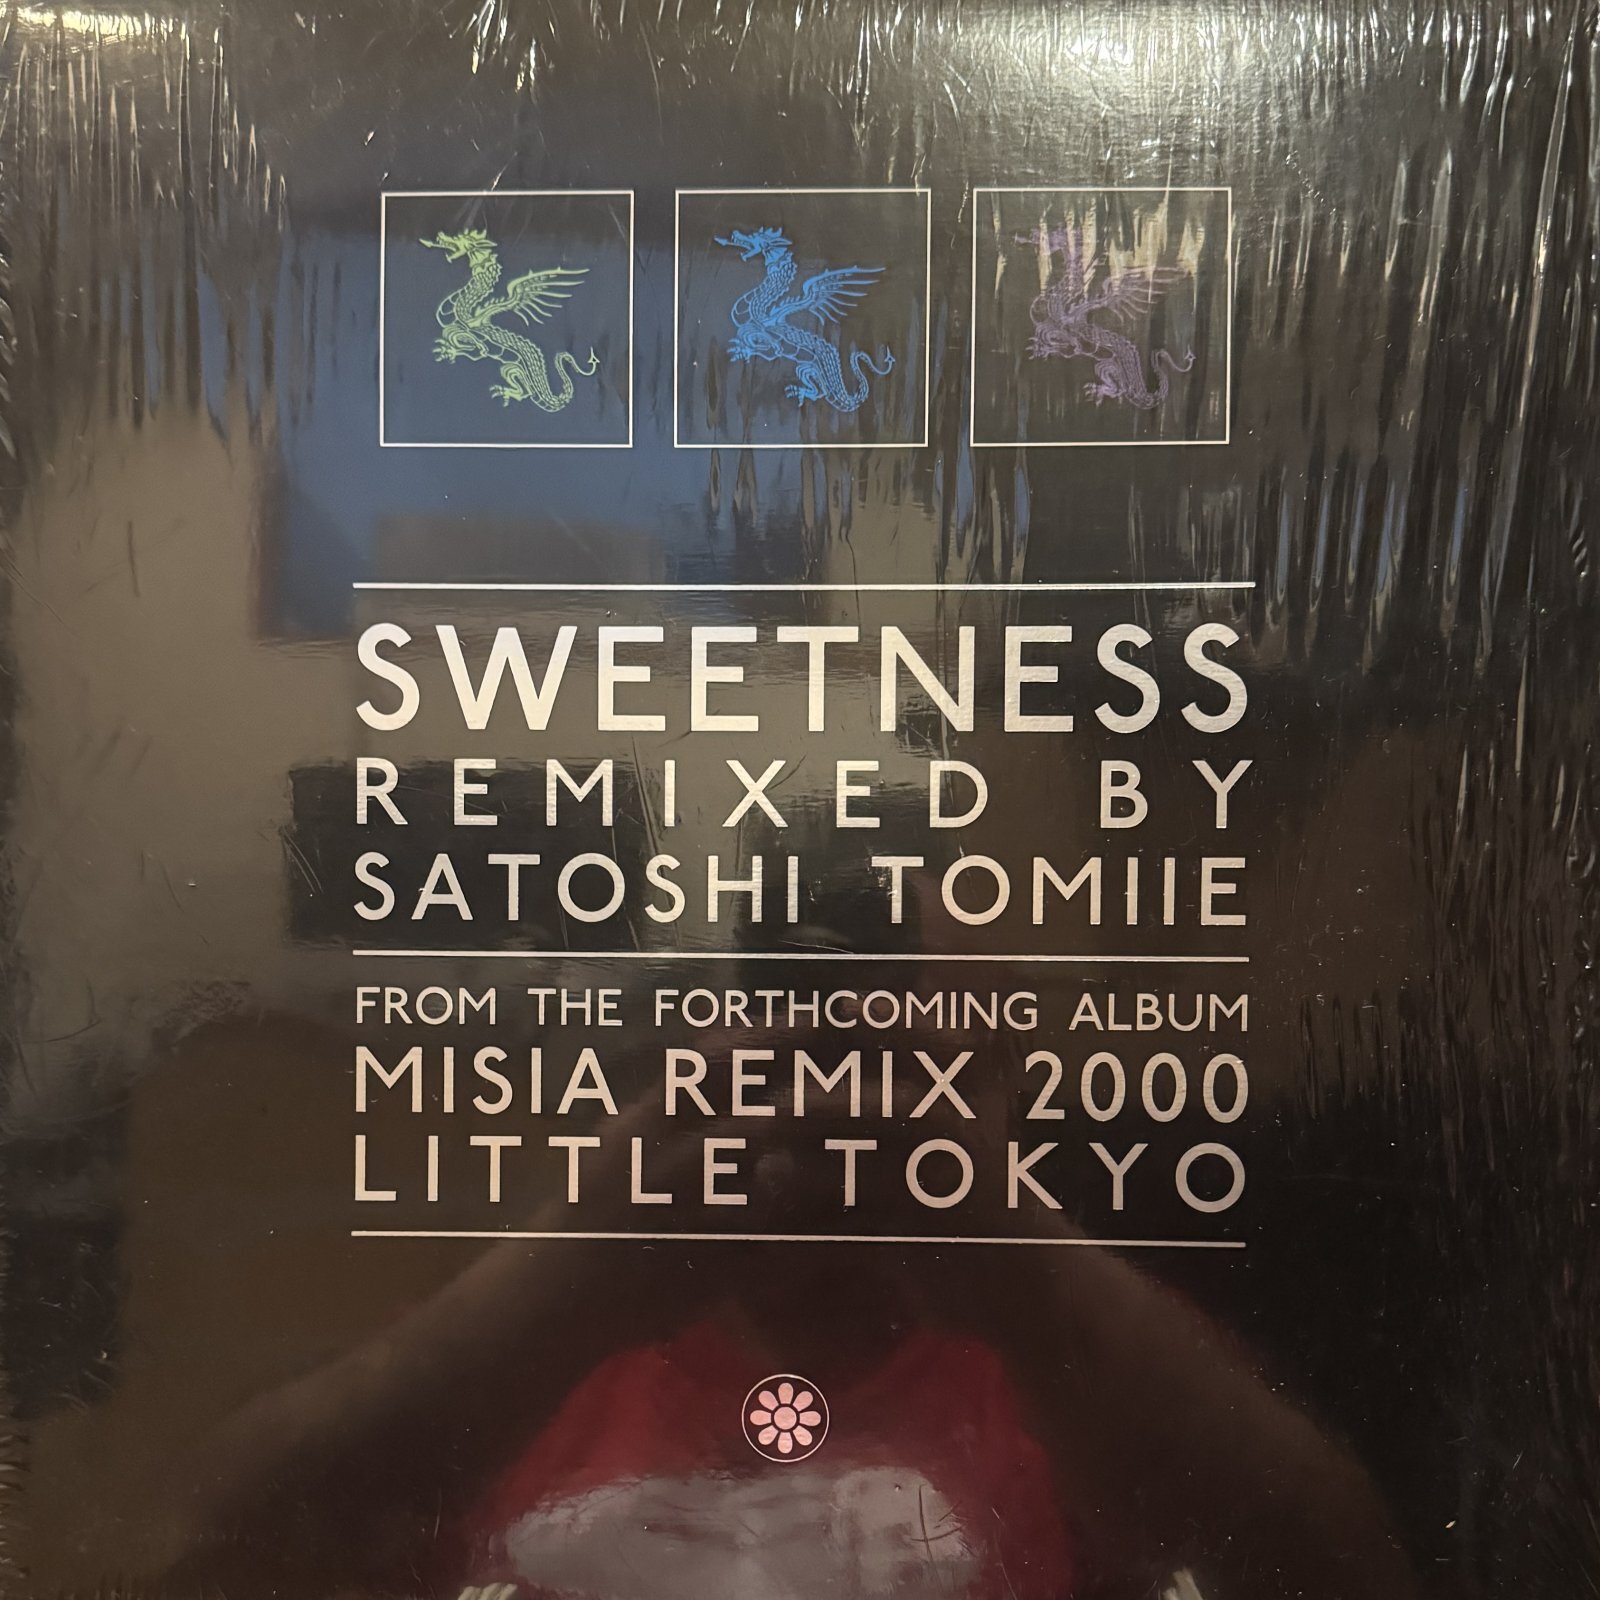 SWEETNESS
REMIXED BY
SATOSHI TOMIIE
FROM THE FORTHCOMING ALBUM
MISIA REMIX 2000
LITTLE TOKYO